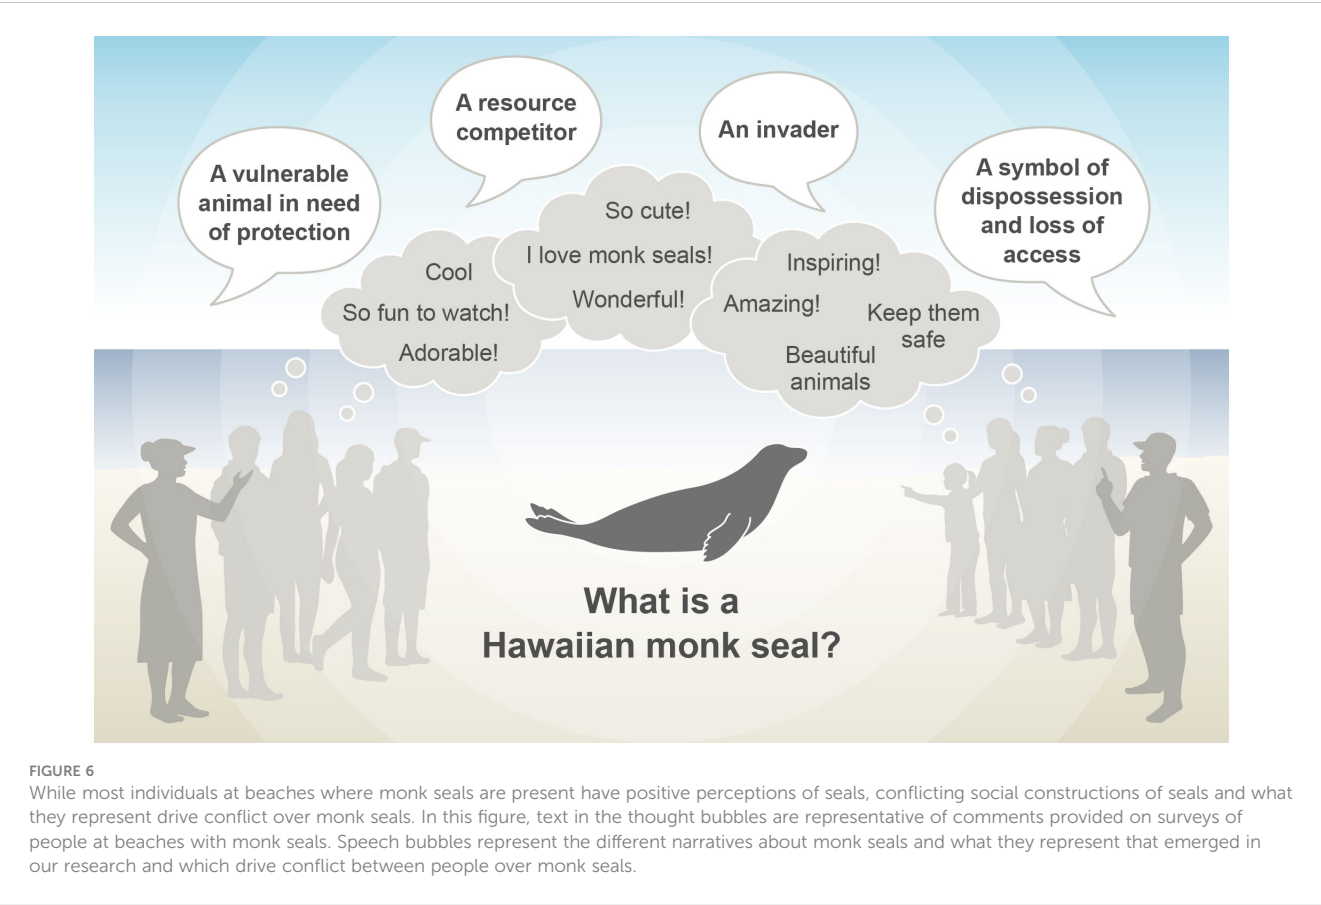 A resource
competitor
An invader
A vulnerable
animal in need
of protection
A symbol of
dispossession
and loss of
access
Cool
So fun to watch!
Adorable!
So cute!
I love monk seals!
Wonderful!
Inspiring!
Amazing!
Keep them
safe
Beautiful
animals
What is a
Hawaiian monk seal?
FIGURE 6
While most individuals at beaches where monk seals are present have positive perceptions of seals, conflicting social constructions of seals and what
they represent drive conflict over monk seals. In this figure, text in the thought bubbles are representative of comments provided on surveys of
people at beaches with monk seals. Speech bubbles represent the different narratives about monk seals and what they represent that emerged in
our research and which drive conflict between people over monk seals.